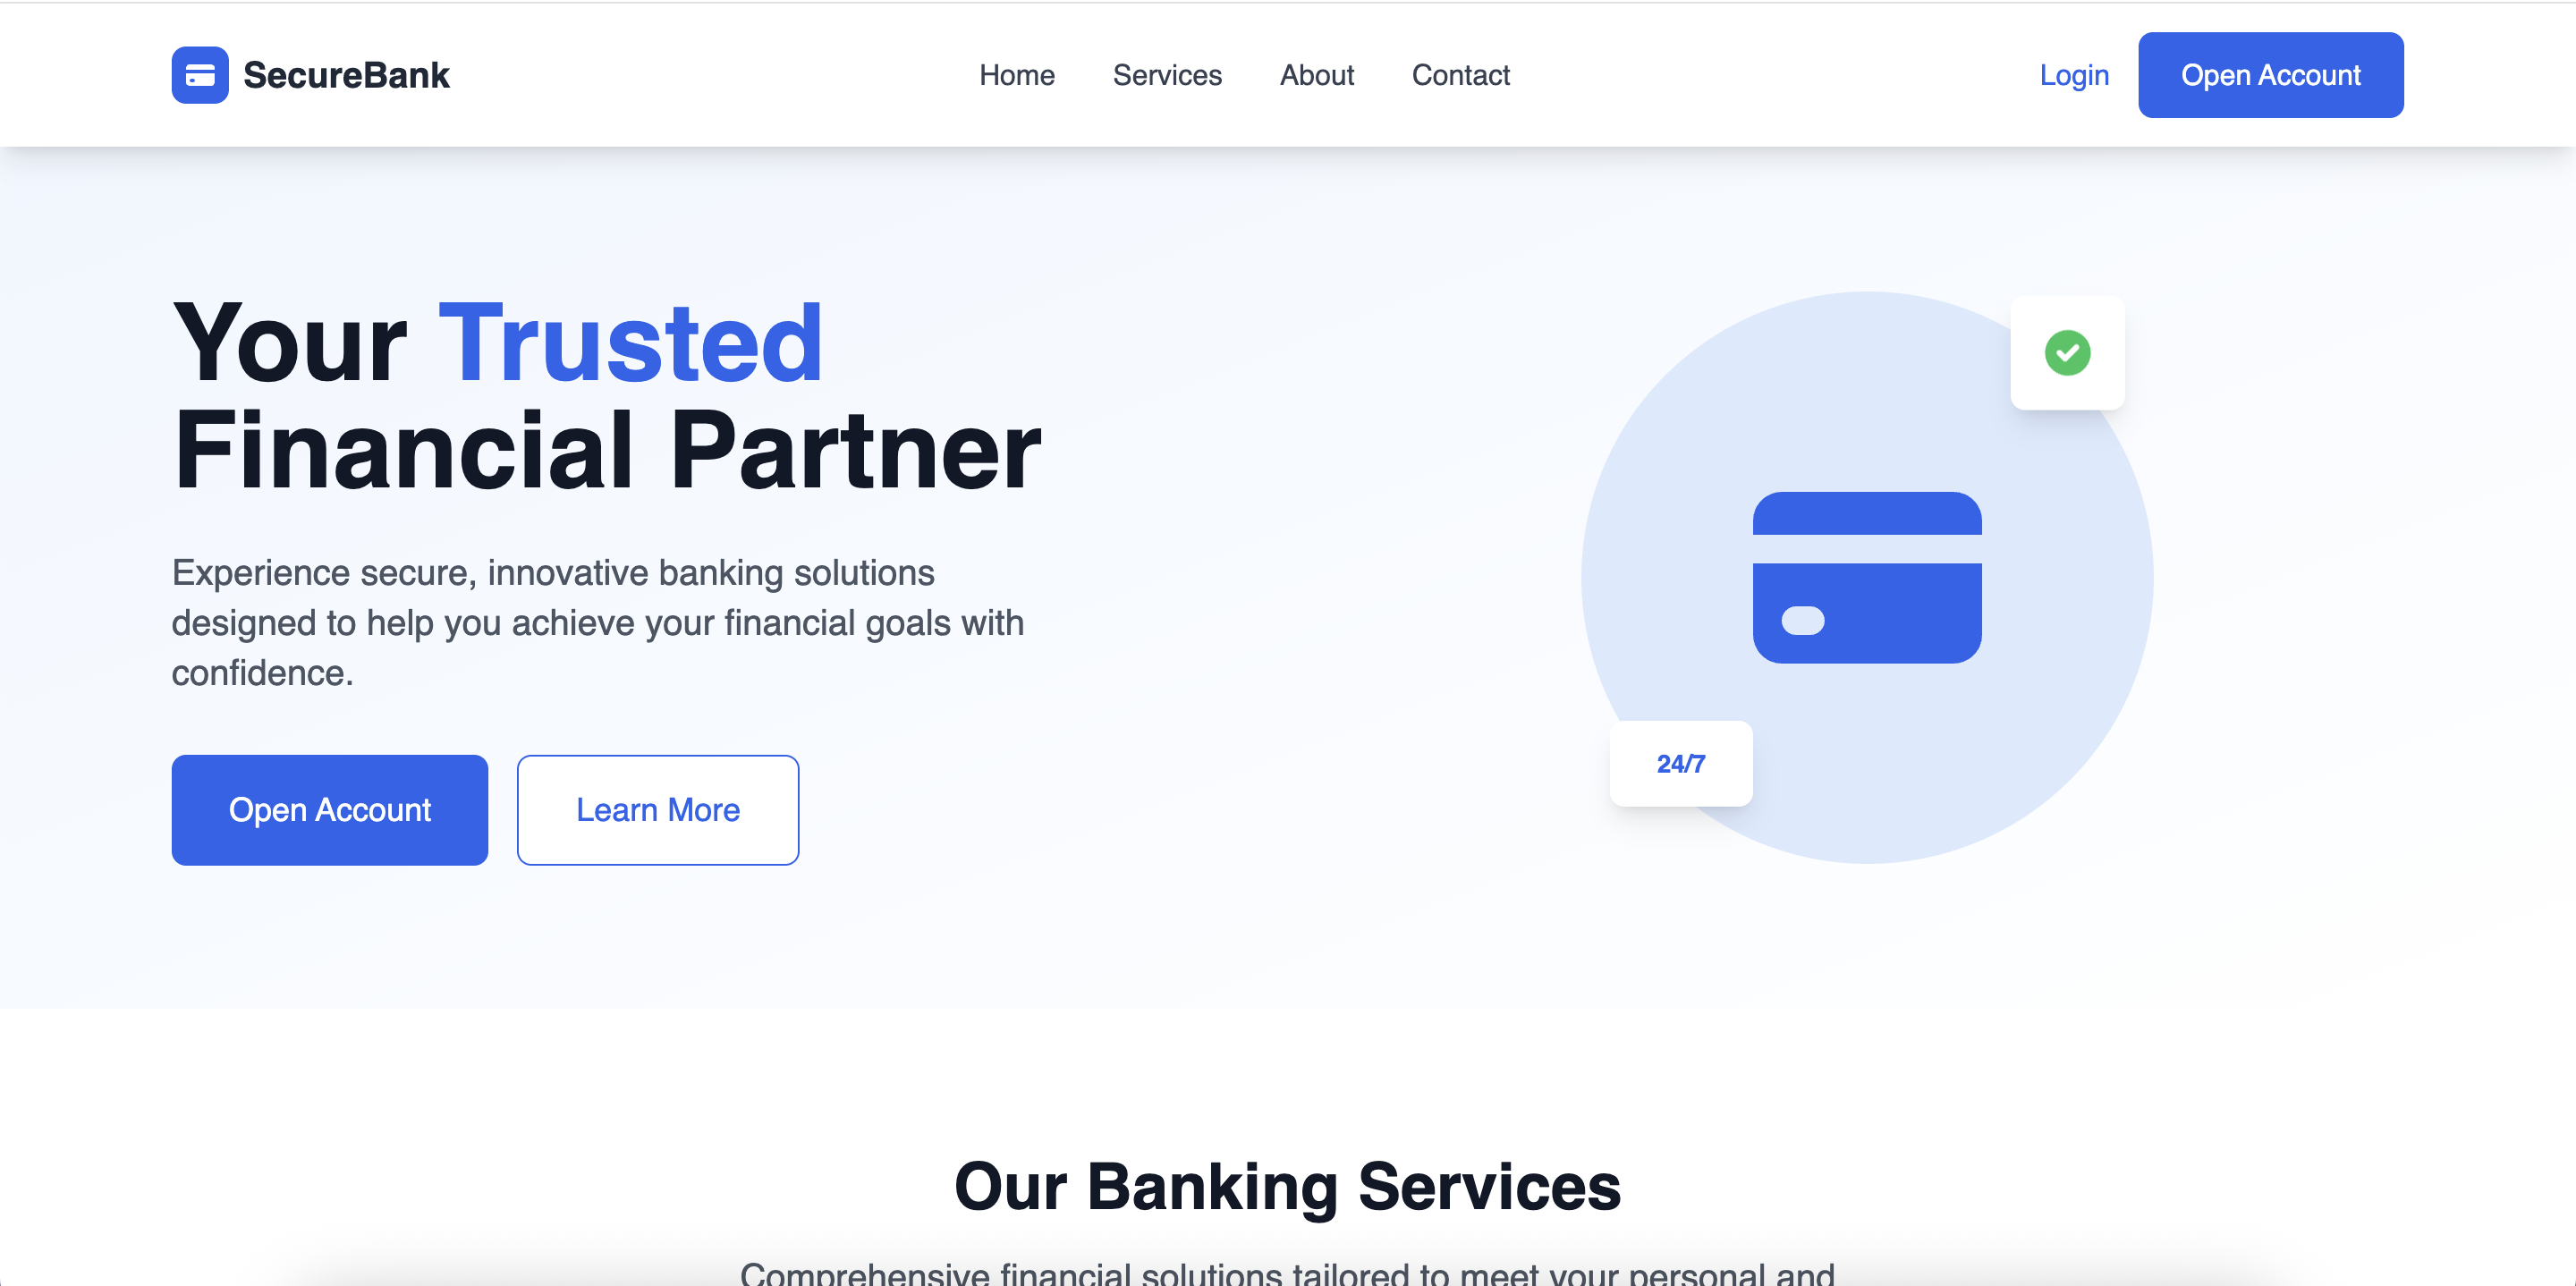 SecureBank
Home
Services
About
Contact
Login
Open Account
Your Trusted
Financial Partner
Experience secure, innovative banking solutions
designed to help you achieve your financial goals with
confidence.
Open Account
Learn More
24/7
Our Banking Services
Comprehensive financial solutions tailored to meet your personal and